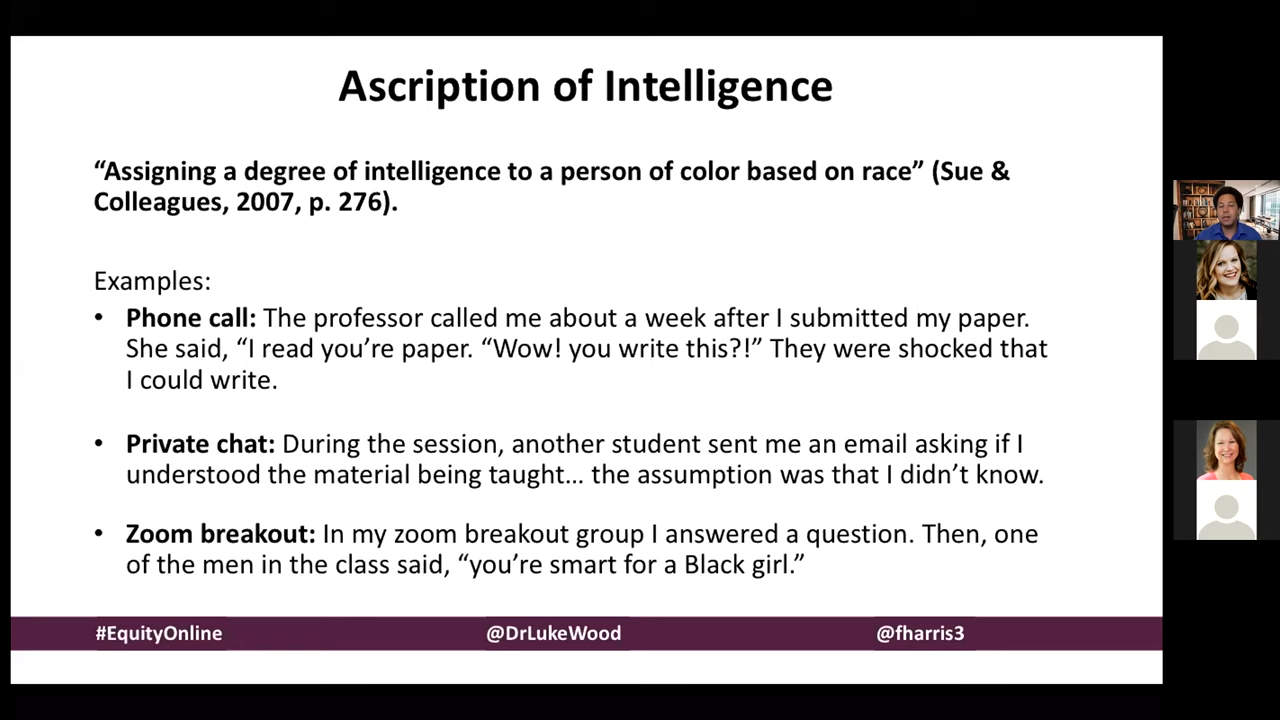 Ascription of Intelligence
“Assigning a degree of intelligence to a person of color based on race” (Sue &
Colleagues, 2007, p. 276).
Examples:
• Phone call: The professor called me about a week after I submitted my paper.
She said, “I read you’re paper. “Wow! you write this?!” They were shocked that
I could write.
• Private chat: During the session, another student sent me an email asking if I
understood the material being taught… the assumption was that I didn’t know.
• Zoom breakout: In my zoom breakout group I answered a question. Then, one
of the men in the class said, “you’re smart for a Black girl.”
#EquityOnline @DrLukeWood @fharris3